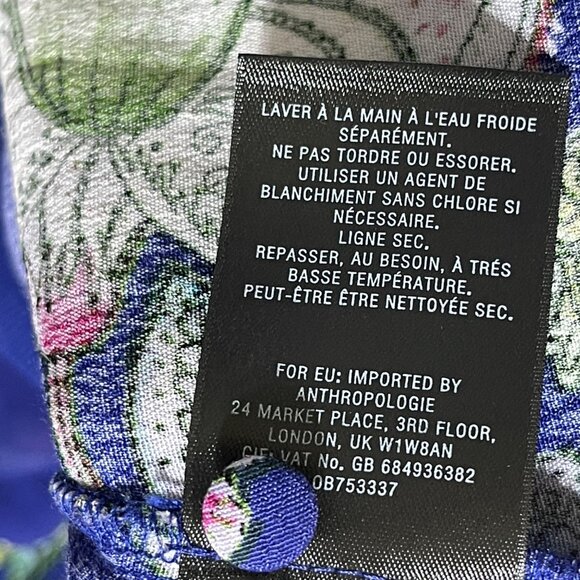 LAVER À LA MAIN À L'EAU FROIDE
SÉPARÉMENT.
NE PAS TORDRE OU ESSORER.
UTILISER UN AGENT DE
BLANCHIMENT SANS CHLORE SI
NÉCESSAIRE.
LIGNE SEC.
REPASSER, AU BESOIN, À TRÉS
BASSE TEMPÉRATURE.
PEUT-ÊTRE ÊTRE NETTOYÉE SEC.
FOR EU: IMPORTED BY
ANTHROPOLOGIE
24 MARKET PLACE, 3RD FLOOR,
LONDON, UK W1W8AN
VAT No. GB 684936382
OB753337